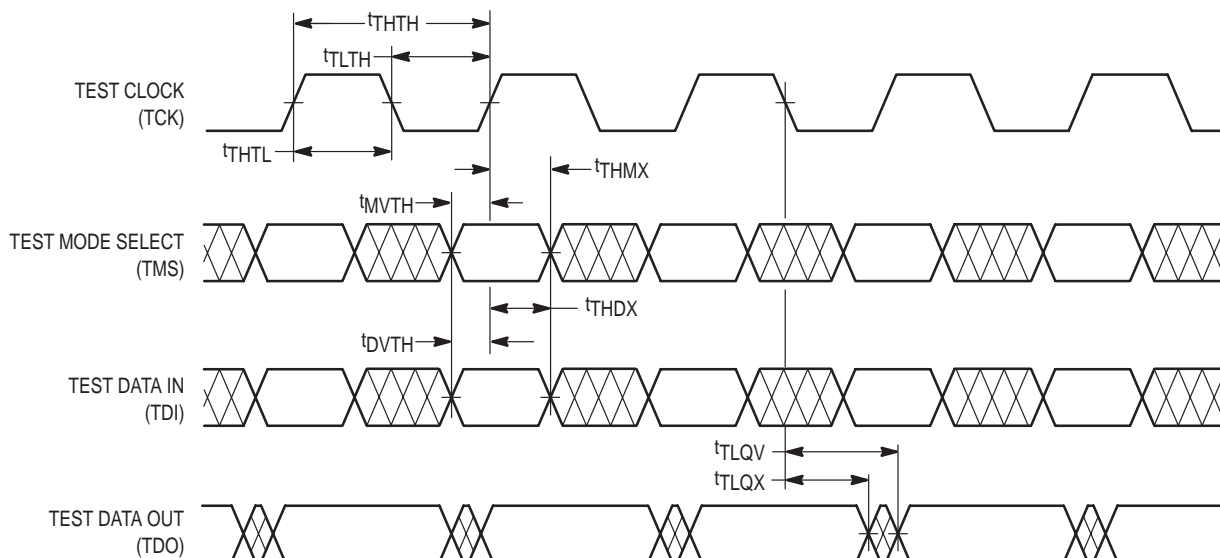 tTHTH
tTLTH
TEST CLOCK
(TCK)
tTHTL
tTHMX
tMVTH
TEST MODE SELECT
(TMS)
tTHDX
tDVTH
TEST DATA IN
(TDI)
tTLQV
tTLQX
TEST DATA OUT
(TDO)